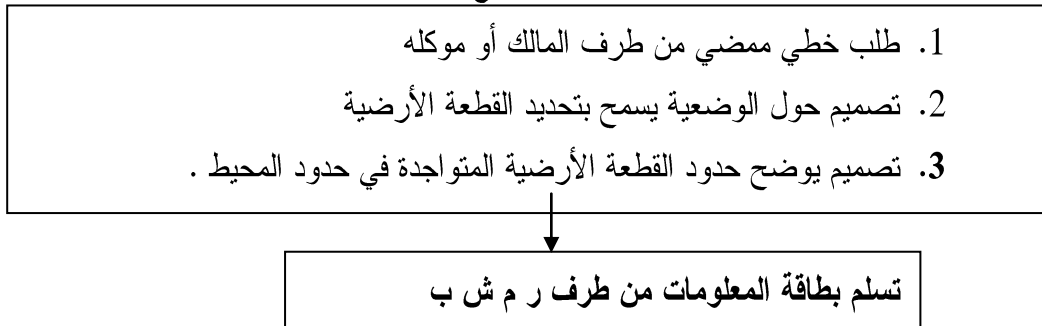 1. طلب خطي ممضي من طرف المالك أو موكله
2. تصميم حول الوضعية يسمح بتحديد القطعة الأرضية
3. تصميم يوضح حدود القطعة الأرضية المتواجدة في حدود المحيط .
تسلم بطاقة المعلومات من طرف ر م ش ب